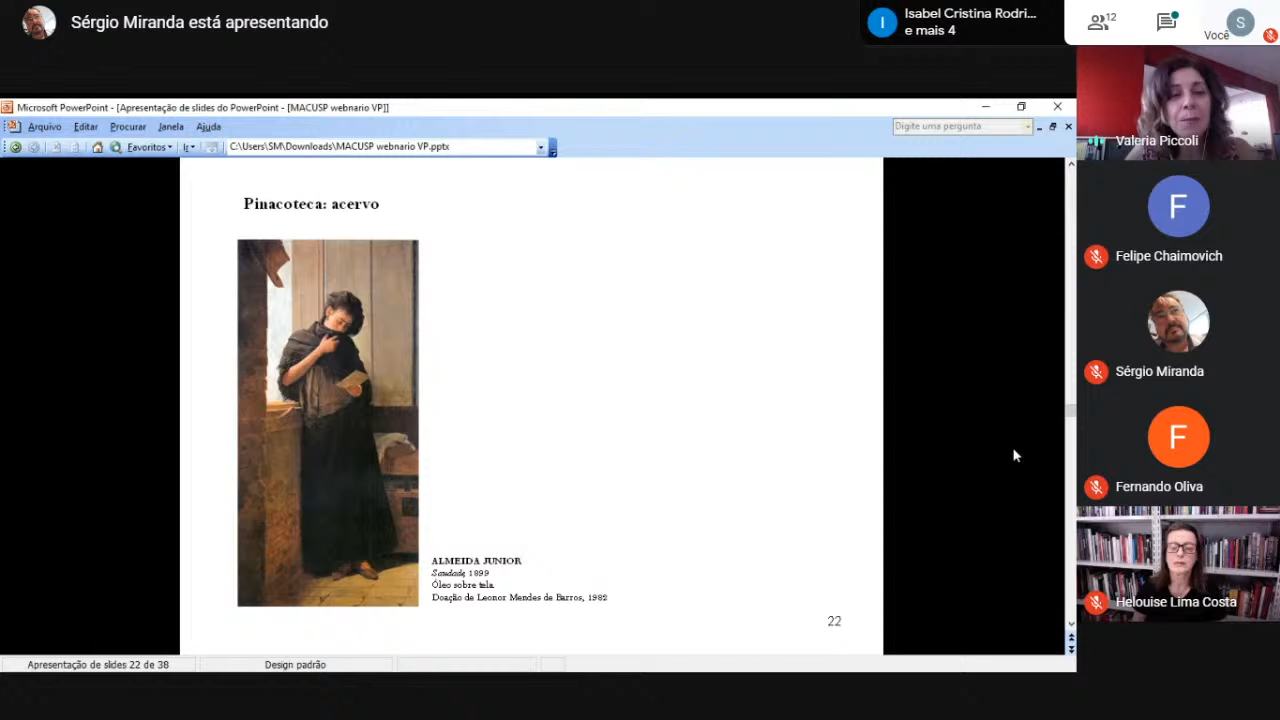 Sérgio Miranda está apresentando
Isabel Cristina Rodri...
e mais 4
12
S
Você
Microsoft PowerPoint - [Apresentação de slides do PowerPoint - [MACUSP webnario VP]]
Arquivo Editar Procurar Janela Ajuda
Digite uma pergunta
Favoritos
C:\Users\SM\Downloads\MACUSP webnario VP.pptx
Valeria Piccoli
Pinacoteca: acervo
F
Felipe Chaimovich
Sérgio Miranda
F
Fernando Oliva
ALMEIDA JUNIOR
Saudade, 1899
Óleo sobre tela
Doação de Leonor Mendes de Barros, 1982
22
Helouise Lima Costa
Apresentação de slides 22 de 38
Design padrão